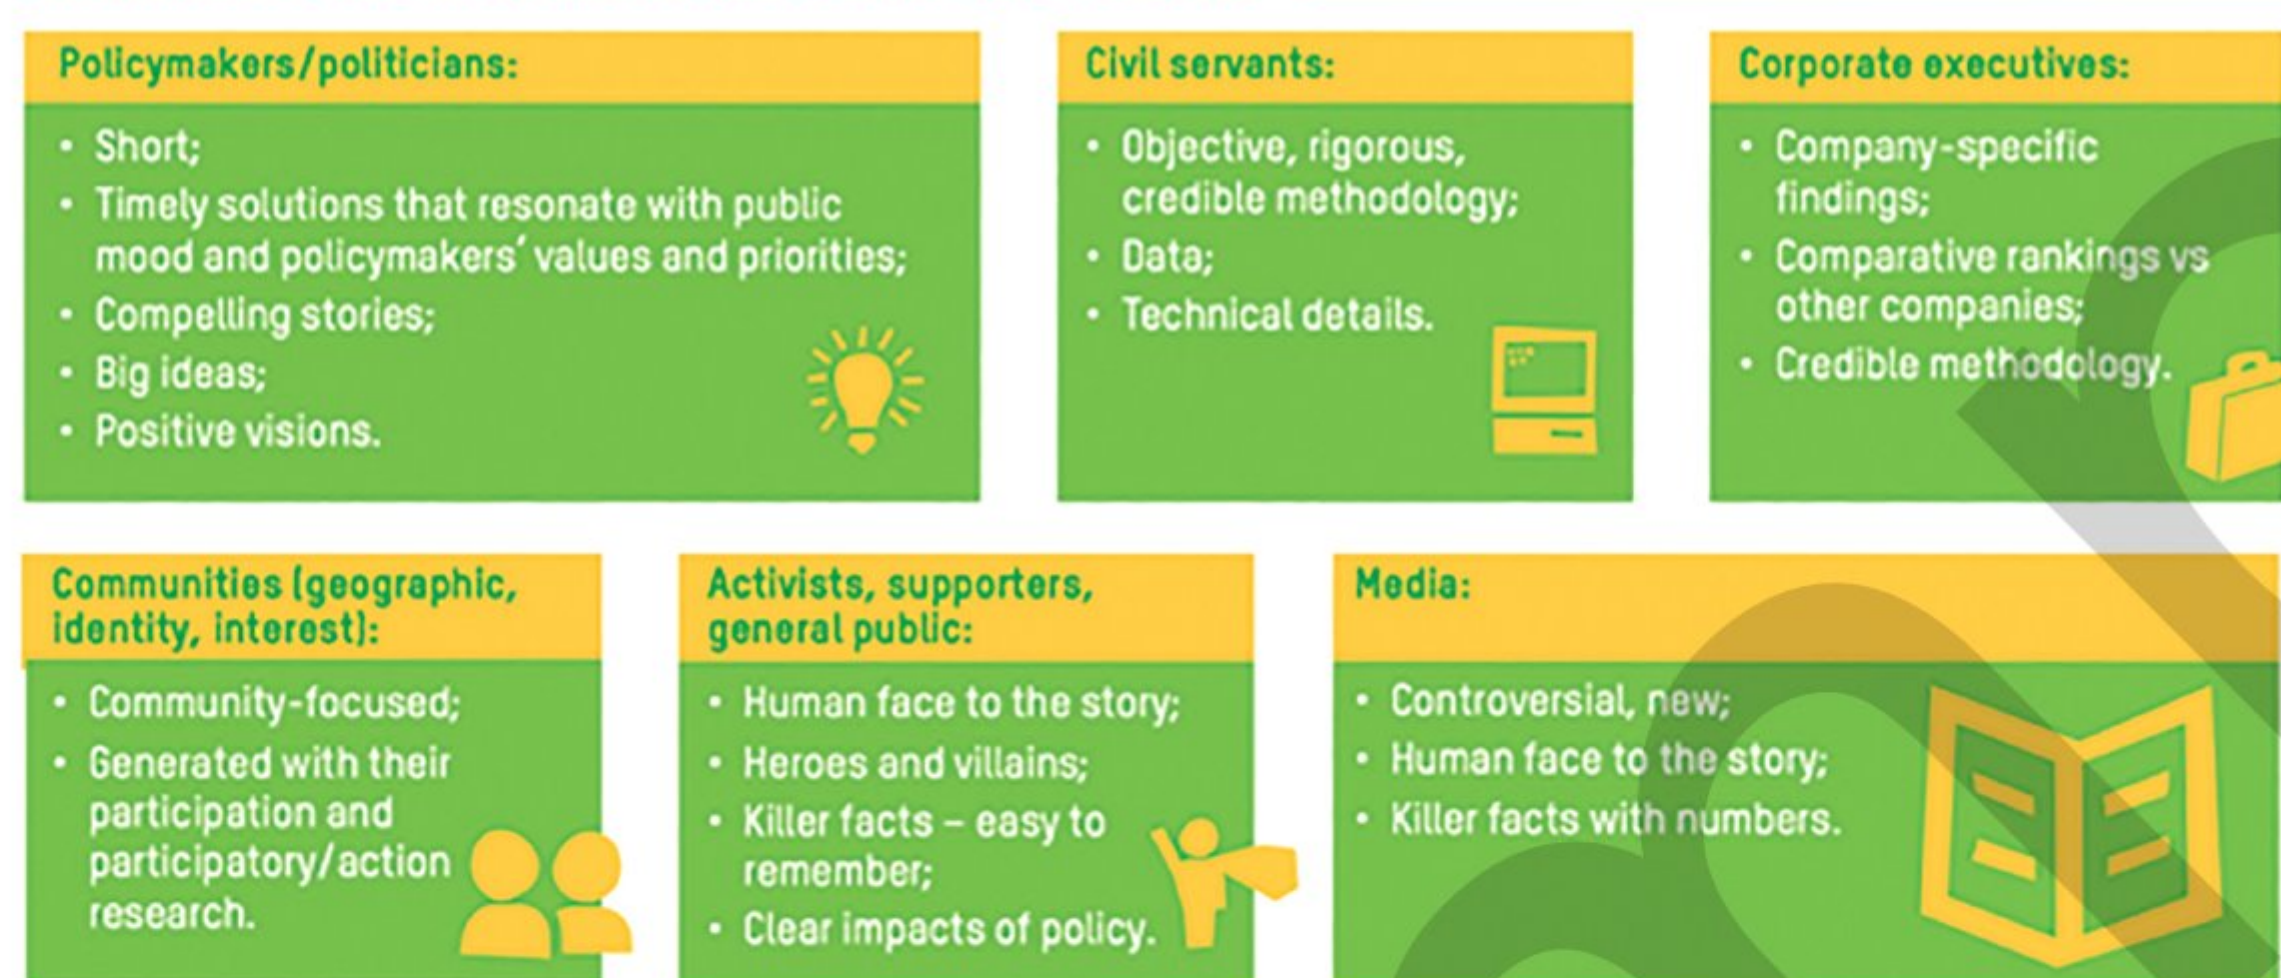 Policymakers/politicians:
• Short;
• Timely solutions that resonate with public
mood and policymakers’ values and priorities;
• Compelling stories;
• Big ideas;
• Positive visions.
Civil servants:
• Objective, rigorous,
credible methodology;
• Data;
• Technical details.
Corporate executives:
• Company-specific
findings;
• Comparative rankings vs
other companies;
• Credible methodology.
Communities (geographic,
identity, interest):
• Community-focused;
• Generated with their
participation and
participatory/action
research.
Activists, supporters,
general public:
• Human face to the story;
• Heroes and villains;
• Killer facts – easy to
remember;
• Clear impacts of policy.
Media:
• Controversial, new;
• Human face to the story;
• Killer facts with numbers.